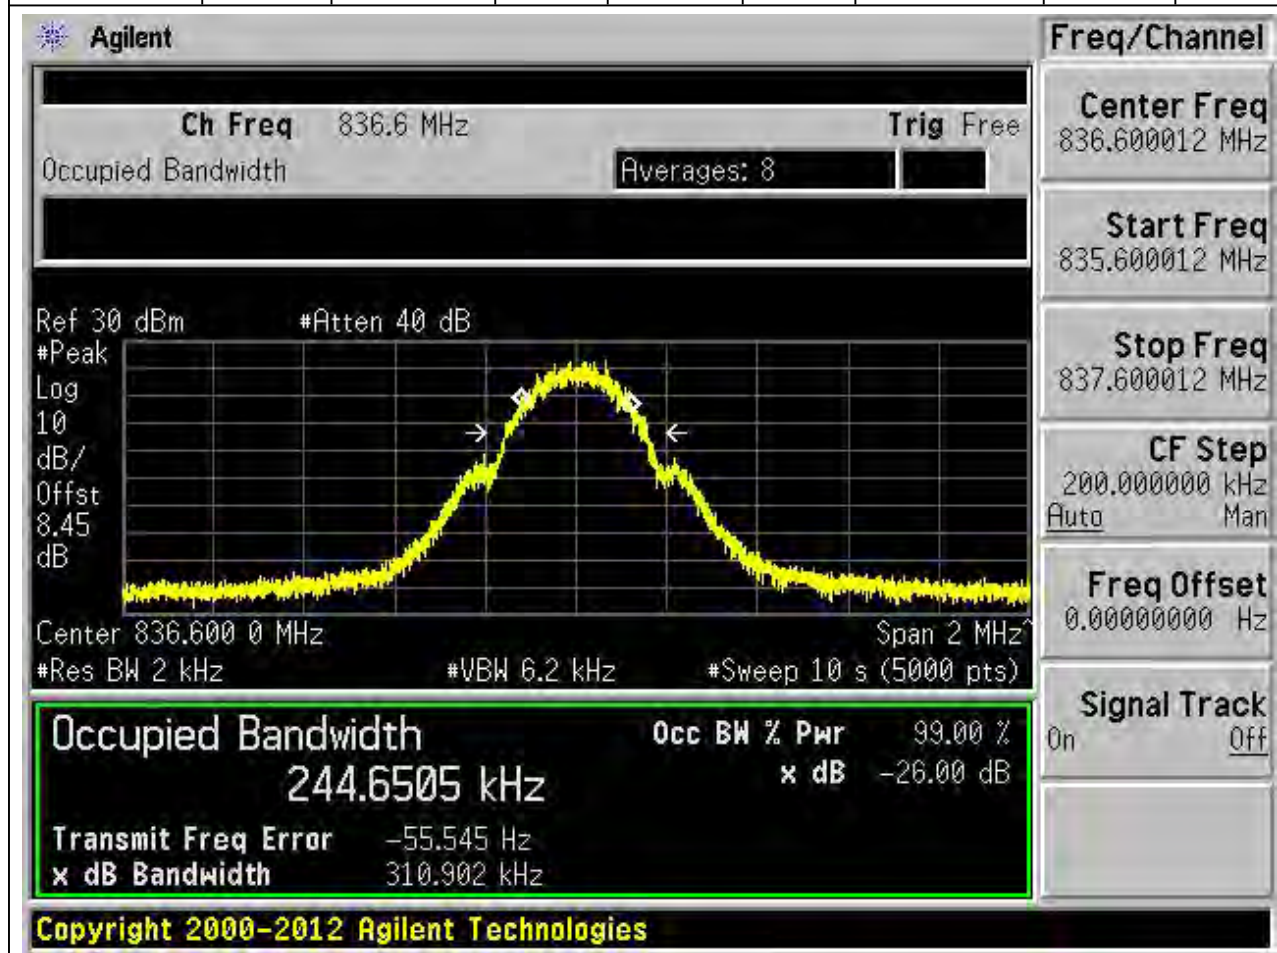 Agilent
Freq/Channel
Ch Freq 836.6 MHz Trig Free
Occupied Bandwidth Averages: 8
Center Freq
836.600012 MHz
Start Freq
835.600012 MHz
Stop Freq
837.600012 MHz
CF Step
200.000000 kHz
Auto Man
Freq Offset
0.00000000 Hz
Signal Track
On Off
Ref 30 dBm #Atten 40 dB
#Peak
Log
10
dB/
Offst
8.45
dB
Center 836.600 0 MHz Span 2 MHz^
#Res BW 2 kHz #VBW 6.2 kHz #Sweep 10 s (5000 pts)
Occupied Bandwidth Occ BW % Pwr 99.00 %
244.6505 kHz x dB -26.00 dB
Transmit Freq Error -55.545 Hz
x dB Bandwidth 310.902 kHz
Copyright 2000-2012 Agilent Technologies